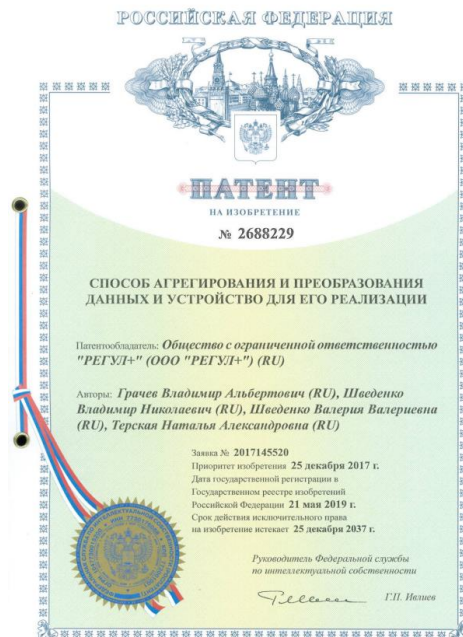 РОССИЙСКАЯ ФЕДЕРАЦИЯ
ПАТЕНТ
НА ИЗОБРЕТЕНИЕ
№ 2688229
СПОСОБ АГРЕГИРОВАНИЯ И ПРЕОБРАЗОВАНИЯ
ДАННЫХ И УСТРОЙСТВО ДЛЯ ЕГО РЕАЛИЗАЦИИ
Патентообладатель: Общество с ограниченной ответственностью
"РЕГУЛ+" (ООО "РЕГУЛ+") (RU)
Авторы: Грачев Владимир Альбертович (RU), Шведенко
Владимир Николаевич (RU), Шведенко Валерия Валериевна
(RU), Терская Наталья Александровна (RU)
Заявка № 2017145520
Приоритет изобретения 25 декабря 2017 г.
Дата государственной регистрации в
Государственном реестре изобретений
Российской Федерации 21 мая 2019 г.
Срок действия исключительного права
на изобретение истекает 25 декабря 2037 г.
Руководитель Федеральной службы
по интеллектуальной собственности
Г.П. Ивлиев